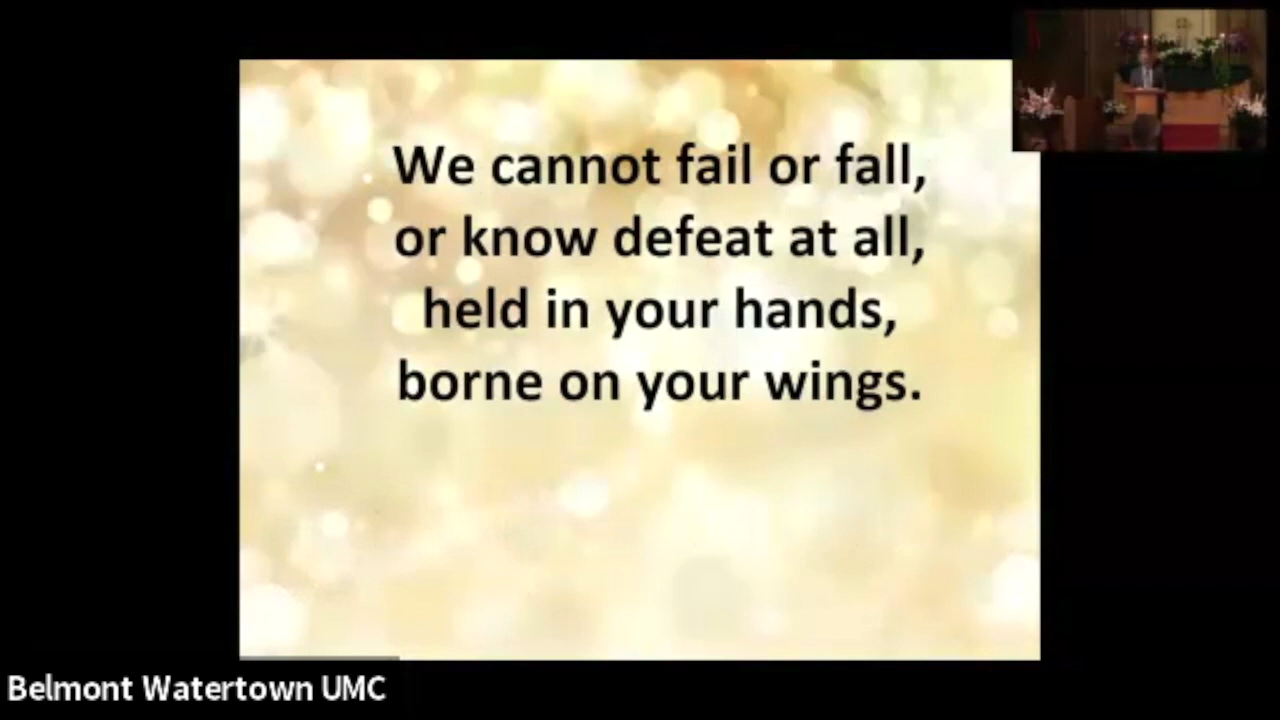 We cannot fail or fall,
or know defeat at all,
held in your hands,
borne on your wings.
Belmont Watertown UMC